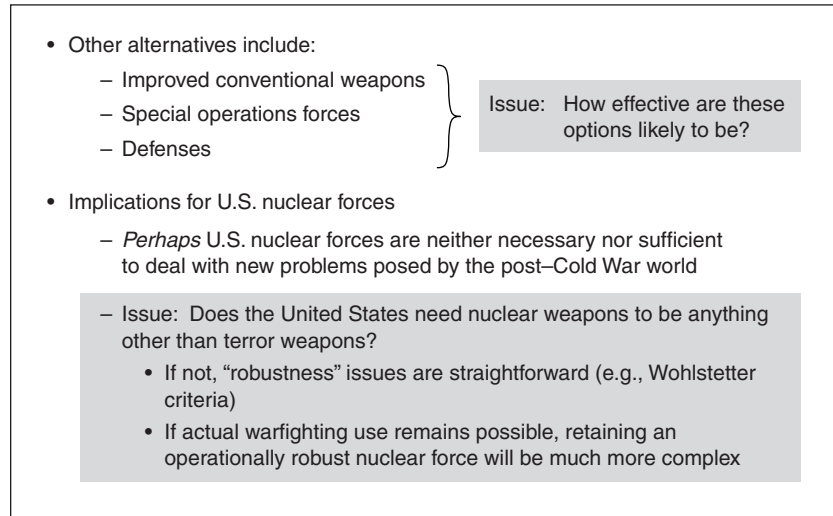 • Other alternatives include:
– Improved conventional weapons
– Special operations forces
– Defenses
Issue: How effective are these
options likely to be?
• Implications for U.S. nuclear forces
– Perhaps U.S. nuclear forces are neither necessary nor sufficient
to deal with new problems posed by the post–Cold War world
– Issue: Does the United States need nuclear weapons to be anything
other than terror weapons?
• If not, “robustness” issues are straightforward (e.g., Wohlstetter
criteria)
• If actual warfighting use remains possible, retaining an
operationally robust nuclear force will be much more complex